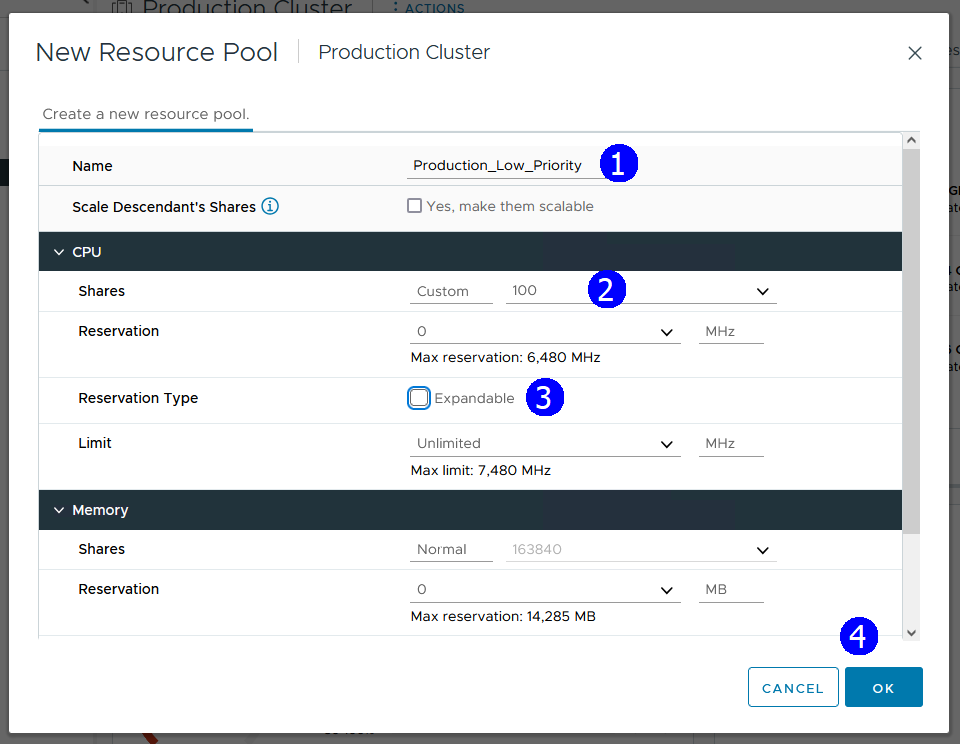 Production Cluster ACTIONS
New Resource Pool Production Cluster
Create a new resource pool.
Name Production_Low_Priority 1
Scale Descendant's Shares Yes, make them scalable
CPU
Shares Custom 100 2
Reservation 0 MHz
Max reservation: 6,480 MHz
Reservation Type Expandable 3
Limit Unlimited MHz
Max limit: 7,480 MHz
Memory
Shares Normal 163840
Reservation 0 MB
Max reservation: 14,285 MB
4
CANCEL OK